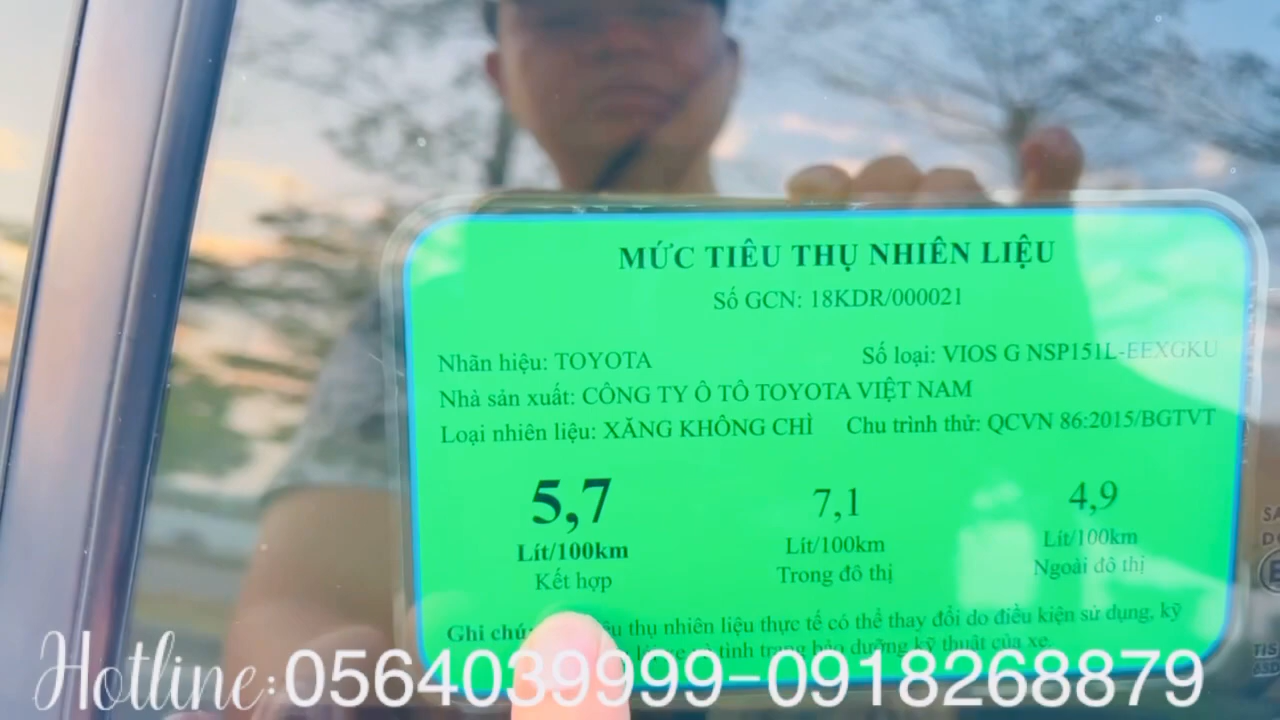 MỨC TIÊU THỤ NHIÊN LIỆU
Số GCN: 18KDR/000021
Nhãn hiệu: TOYOTA Số loại: VIOS G NSP151L-EEXGKU
Nhà sản xuất: CÔNG TY Ô TÔ TOYOTA VIỆT NAM
Loại nhiên liệu: XĂNG KHÔNG CHÌ Chu trình thử: QCVN 86:2015/BGTVT
5,7 7,1 4,9
Lít/100km Lít/100km Lít/100km
Kết hợp Trong đô thị Ngoài đô thị
Ghi chú: thụ nhiên liệu thực tế có thể thay đổi do điều kiện sử dụng, kỹ
tình trạng bảo dưỡng kỹ thuật của xe.
Hotline:0564039999-0918268879